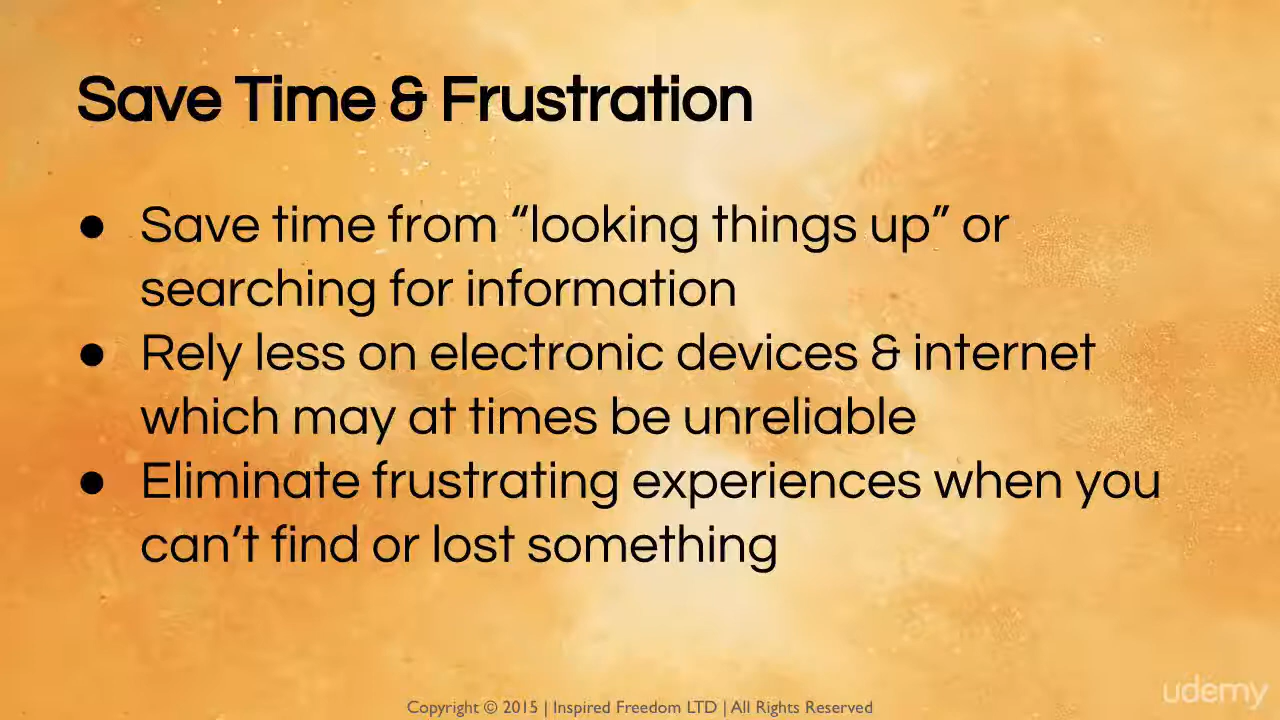 Save Time & Frustration
● Save time from “looking things up” or
searching for information
● Rely less on electronic devices & internet
which may at times be unreliable
● Eliminate frustrating experiences when you
can’t find or lost something
udemy
Copyright © 2015 | Inspired Freedom LTD | All Rights Reserved